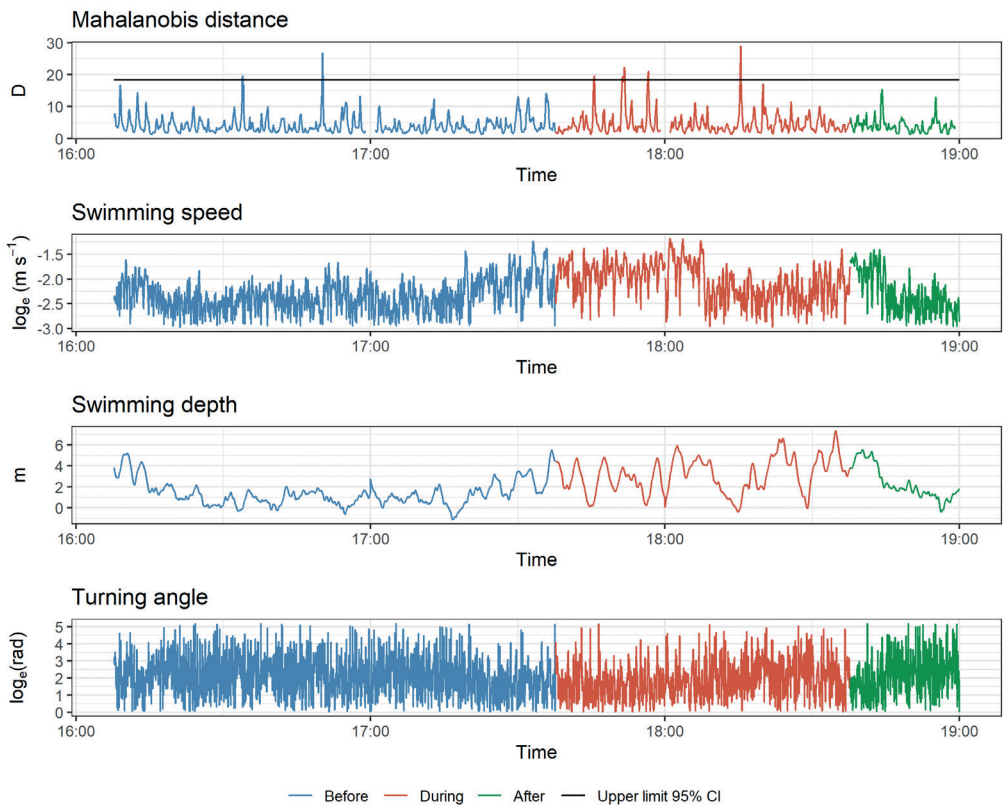 Mahalanobis distance
30
20
10
0
D
16:00 17:00 18:00 19:00
Time
Swimming speed
-1.5
-2.0
-2.5
-3.0
logₑ (m s⁻¹)
16:00 17:00 18:00 19:00
Time
Swimming depth
6
4
2
0
m
16:00 17:00 18:00 19:00
Time
Turning angle
5
4
3
2
1
0
logₑ(rad)
16:00 17:00 18:00 19:00
Time
Before During After Upper limit 95% CI